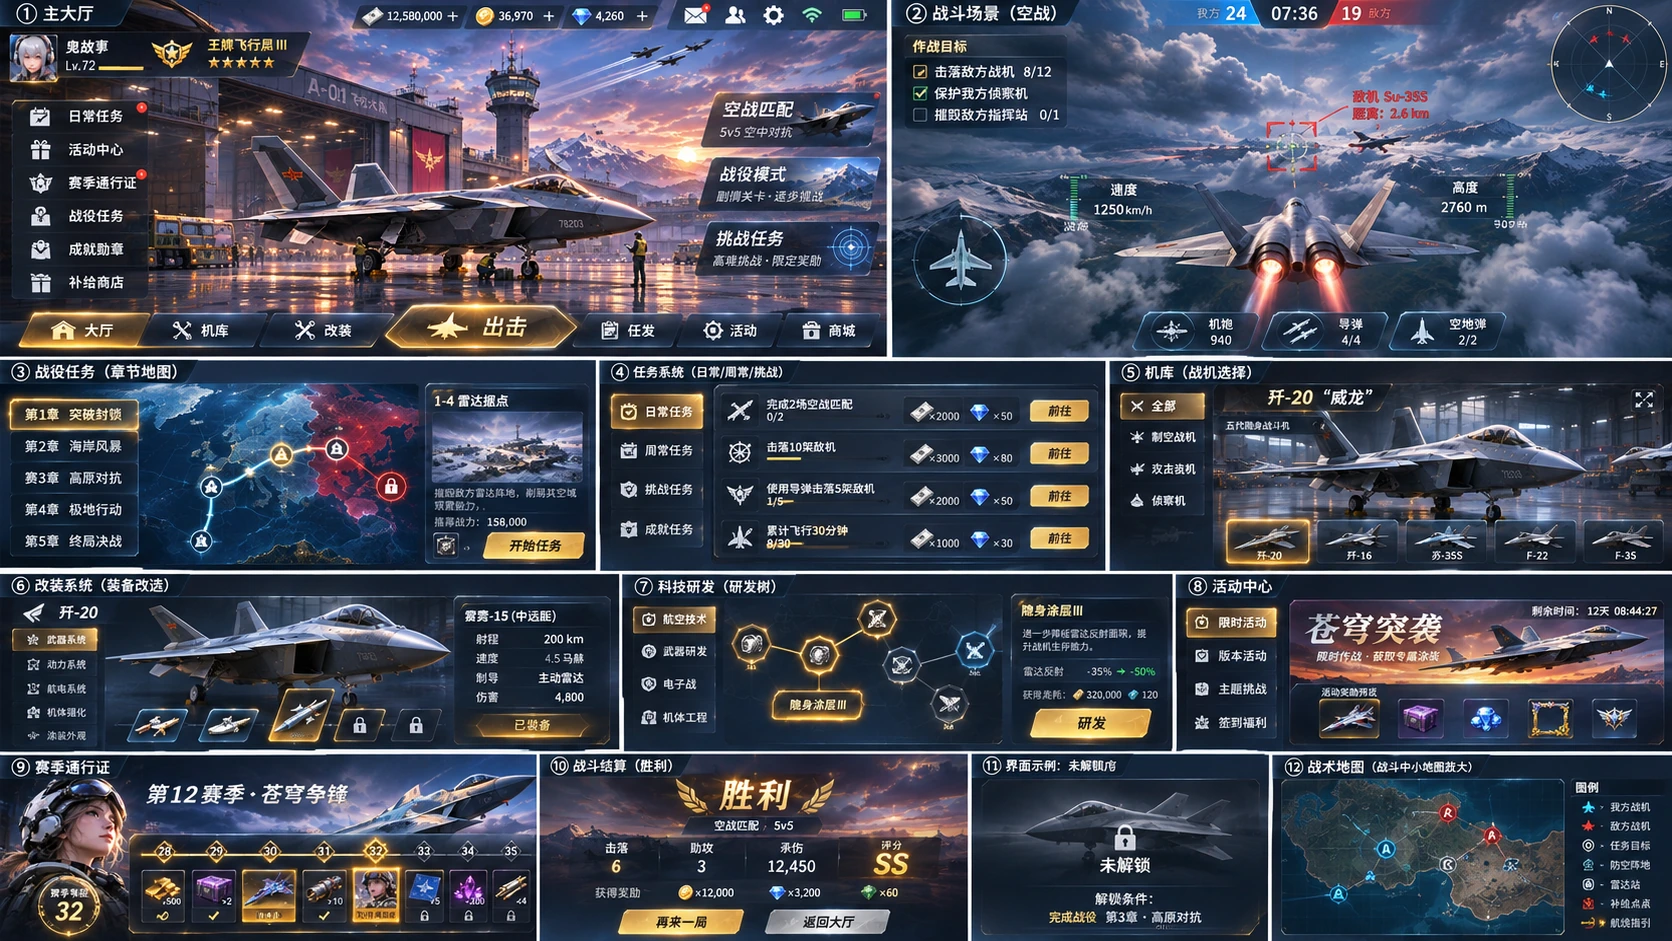 ① 主大厅
12,580,000 +
36,970 +
4,260 +
鬼故事
Lv.72
王牌飞行员 III
日常任务
活动中心
赛季通行证
战役任务
成就勋章
补给商店
A-01
78203
空战匹配
5v5 空中对抗
战役模式
剧情关卡·逐步挑战
挑战任务
高难挑战·限定奖励
大厅
机库
改装
出击
任发
活动
商城
② 战斗场景（空战）
我方 24
07:36
19 敌方
作战目标
击落敌方战机 8/12
保护我方侦察机
摧毁敌方指挥站 0/1
敌机 Su-35S
距离: 2.6 km
N
E
S
速度
1250 km/h
高度
2760 m
机炮
940
导弹
4/4
空地弹
2/2
③ 战役任务（章节地图）
第1章 突破封锁
第2章 海岸风暴
赛3章 高原对抗
第4章 极地行动
第5章 终局决战
1-4 雷达据点
158,000
开始任务
④ 任务系统（日常/周常/挑战）
日常任务
周常任务
挑战任务
成就任务
完成2场空战匹配
0/2
×2000
×50
前往
击落10架敌机
×3000
×80
前往
使用导弹击落5架敌机
1/5
×2000
×50
前往
累计飞行30分钟
8/30
×1000
×30
前往
⑤ 机库（战机选择）
全部
制空战机
攻击战机
侦察机
歼-20 “威龙”
五代隐身战斗机
歼-20
歼-16
苏-35S
F-22
F-35
⑥ 改装系统（装备改选）
歼-20
武器系统
动力系统
航电系统
机体强化
涂装外观
霹雳-15 (中远距)
射程 200 km
速度 4.5 马赫
制导 主动雷达
伤害 4,800
已装备
⑦ 科技研发（研发树）
航空技术
武器研发
电子战
机体工程
隐身涂层III
隐身涂层III
雷达反射 -35% → -50%
320,000
120
研发
⑧ 活动中心
限时活动
版本活动
主题挑战
签到福利
剩余时间: 12天 08:44:27
苍穹突袭
限时作战·获取专属涂装
⑨ 赛季通行证
第12赛季·苍穹争锋
32
28
29
30
31
32
33
34
35
×500
×2
×10
×5
⑩ 战斗结算（胜利）
胜利
空战匹配 · 5v5
击落
6
助攻
3
承伤
12,450
评分
SS
获得奖励
×12,000
×3,200
×60
再来一局
返回大厅
⑪ 界面示例: 未解锁
未解锁
解锁条件:
完成战役 第3章·高原对抗
⑫ 战术地图（战斗中小地图放大）
R
A
A
A
图例
我方战机
敌方战机
任务目标
防空阵地
雷达站
补给点
航线指引